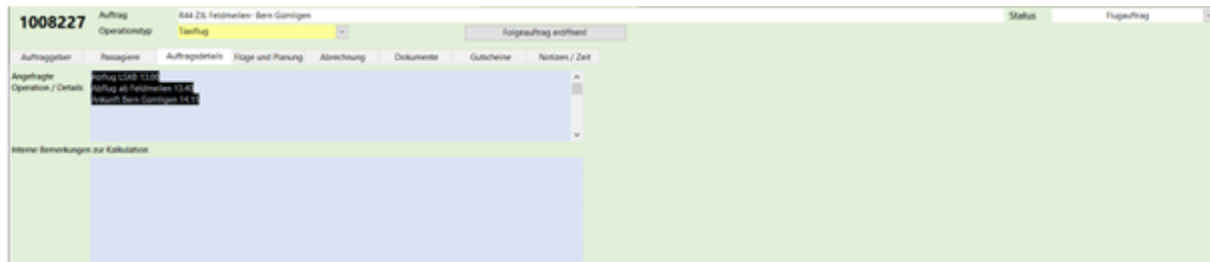 1008227
Auftrag
R44 ZIL Feldmeilen- Bern Gümligen
Status
Flugauftrag
Operationstyp
Taxiflug
Folgeauftrag eröffnen!
Auftraggeber
Passagiere
Auftragsdetails
Flüge und Planung
Abrechnung
Dokumente
Gutscheine
Notizen / Zeit
Angefragte
Operation / Details
Abflug LSXB 13.00
Abflug ab Feldmeilen 13.40
Ankunft Bern Gümligen 14.15
Interne Bemerkungen zur Kalkulation